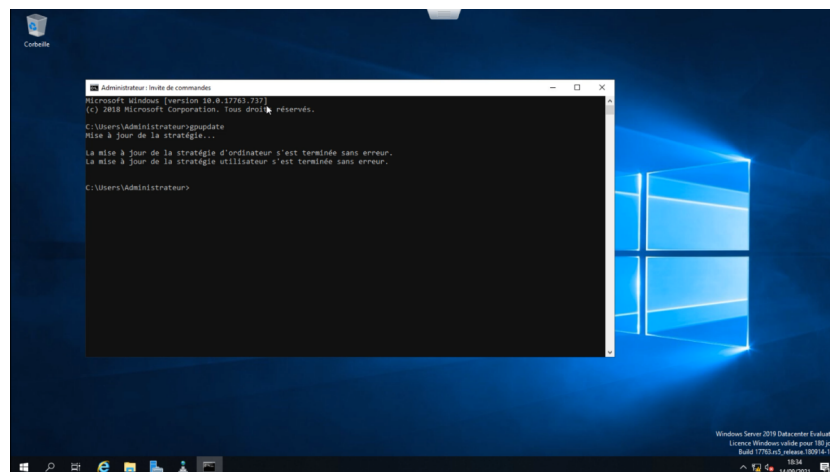 Corbeille
Administrateur : Invite de commandes
Microsoft Windows [version 10.0.17763.737]
(c) 2018 Microsoft Corporation. Tous droits réservés.
C:\Users\Administrateur>gpupdate
Mise à jour de la stratégie...
La mise à jour de la stratégie d'ordinateur s'est terminée sans erreur.
La mise à jour de la stratégie utilisateur s'est terminée sans erreur.
C:\Users\Administrateur>
Windows Server 2019 Datacenter Evaluat
Licence Windows valide pour 180 jo
Build 17763.rs5_release.180914-1
18:34
14/09/2021